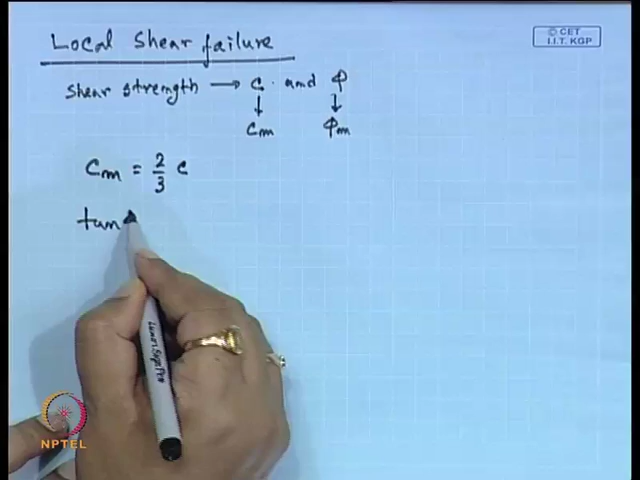 Local Shear failure
© CET
I.I.T. KGP
Shear strength → c and φ
↓ ↓
cm φm
cm = 2/3 c
tan
NPTEL